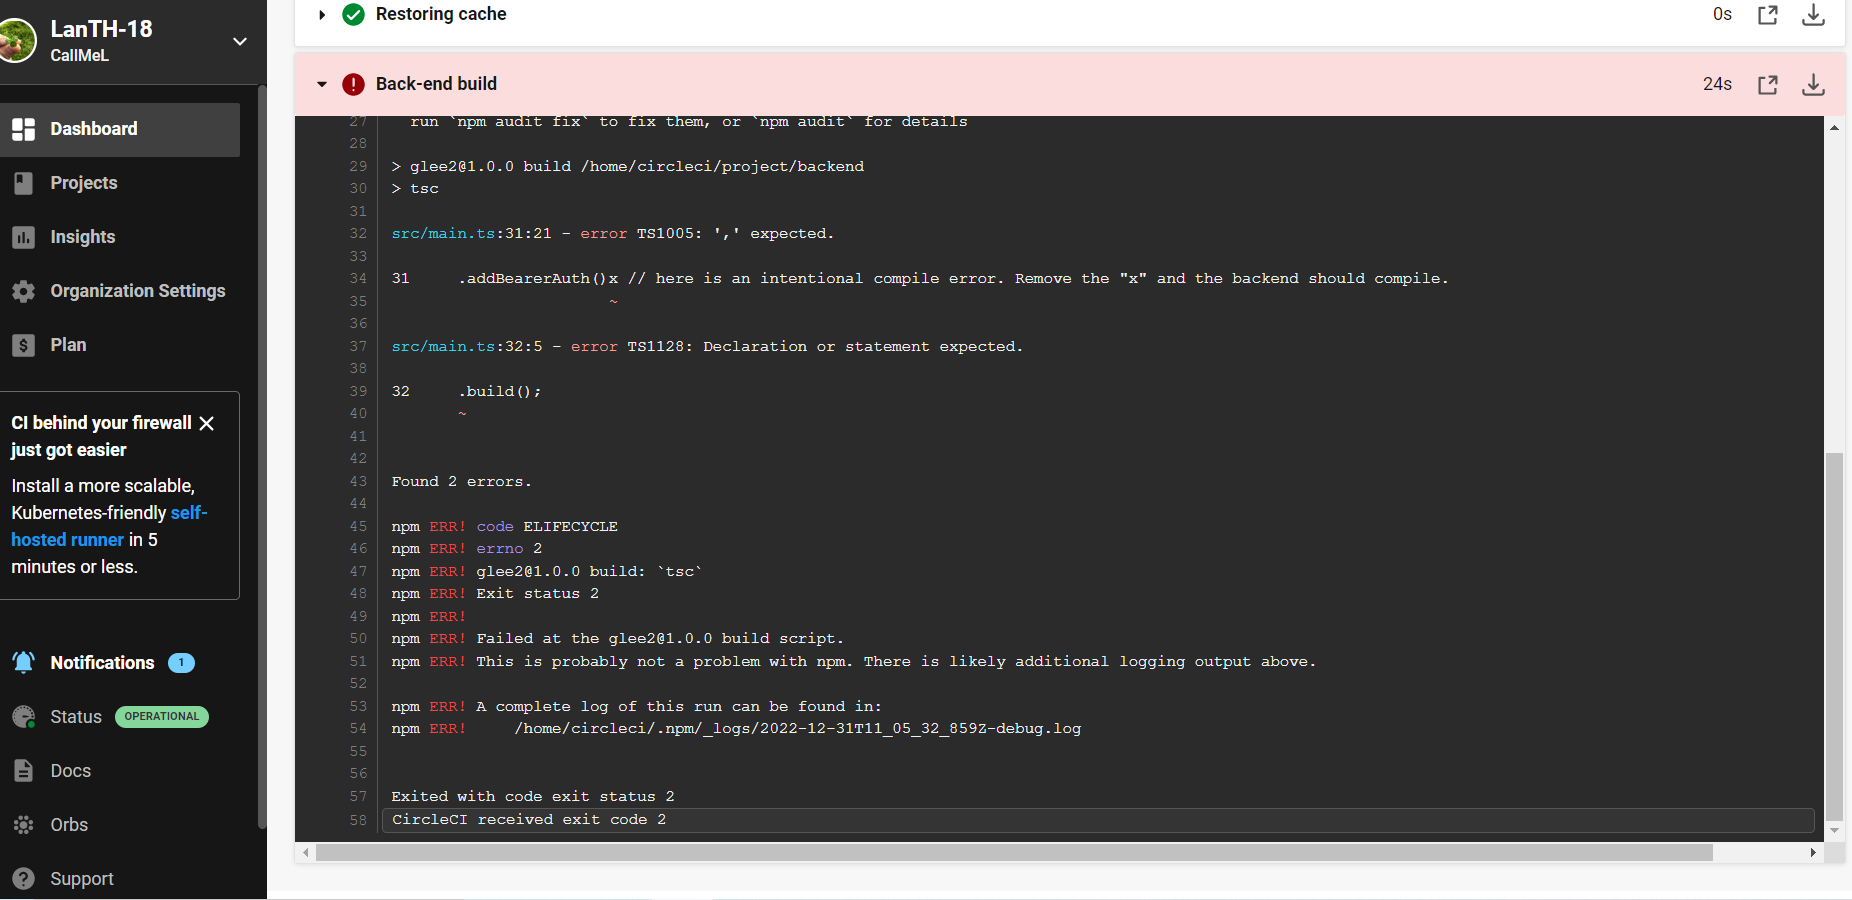 LanTH-18
CallMeL
Dashboard
Projects
Insights
Organization Settings
Plan
CI behind your firewall
just got easier
Install a more scalable,
Kubernetes-friendly self-
hosted runner in 5
minutes or less.
Notifications 1
Status OPERATIONAL
Docs
Orbs
Support
Restoring cache 0s
Back-end build 24s
27 run `npm audit fix` to fix them, or `npm audit` for details
28
29 > glee2@1.0.0 build /home/circleci/project/backend
30 > tsc
31
32 src/main.ts:31:21 - error TS1005: ',' expected.
33
34 31     .addBearerAuth()x // here is an intentional compile error. Remove the "x" and the backend should compile.
35 ~
36
37 src/main.ts:32:5 - error TS1128: Declaration or statement expected.
38
39 32     .build();
40 ~
41
42
43 Found 2 errors.
44
45 npm ERR! code ELIFECYCLE
46 npm ERR! errno 2
47 npm ERR! glee2@1.0.0 build: `tsc`
48 npm ERR! Exit status 2
49 npm ERR!
50 npm ERR! Failed at the glee2@1.0.0 build script.
51 npm ERR! This is probably not a problem with npm. There is likely additional logging output above.
52
53 npm ERR! A complete log of this run can be found in:
54 npm ERR!     /home/circleci/.npm/_logs/2022-12-31T11_05_32_859Z-debug.log
55
56
57 Exited with code exit status 2
58 CircleCI received exit code 2